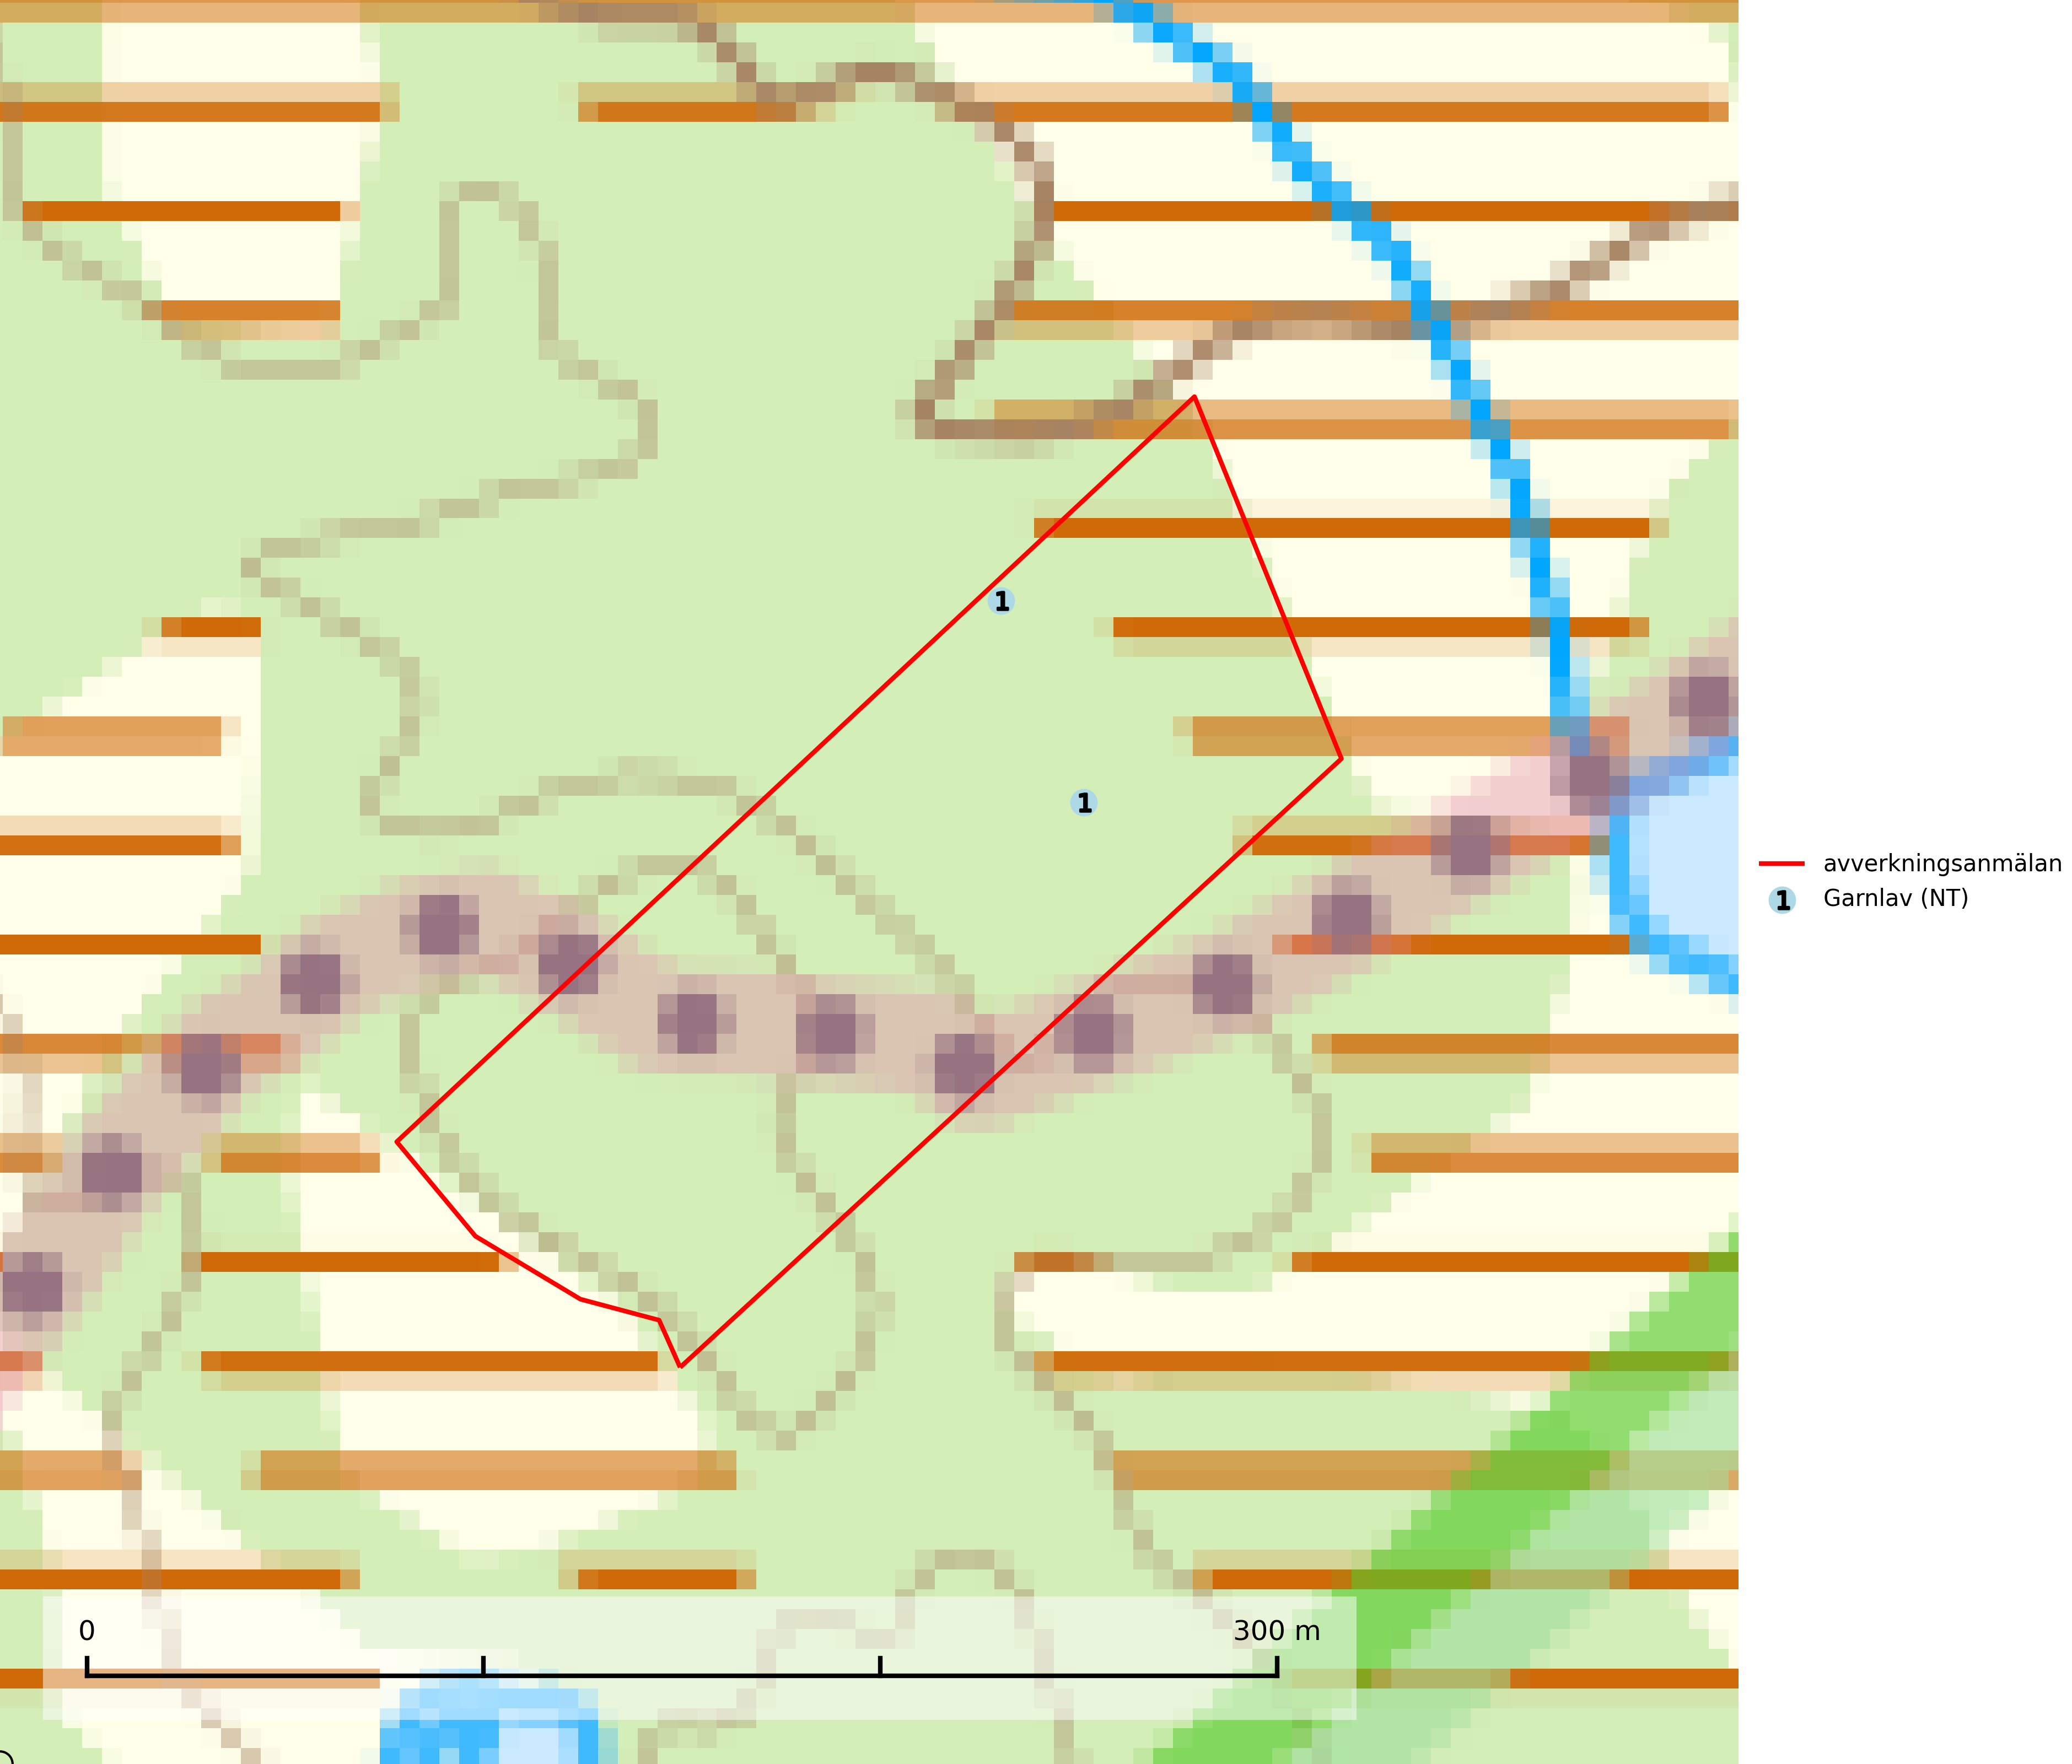 1
1
avverkningsanmälan
1 Garnlav (NT)
0 300 m